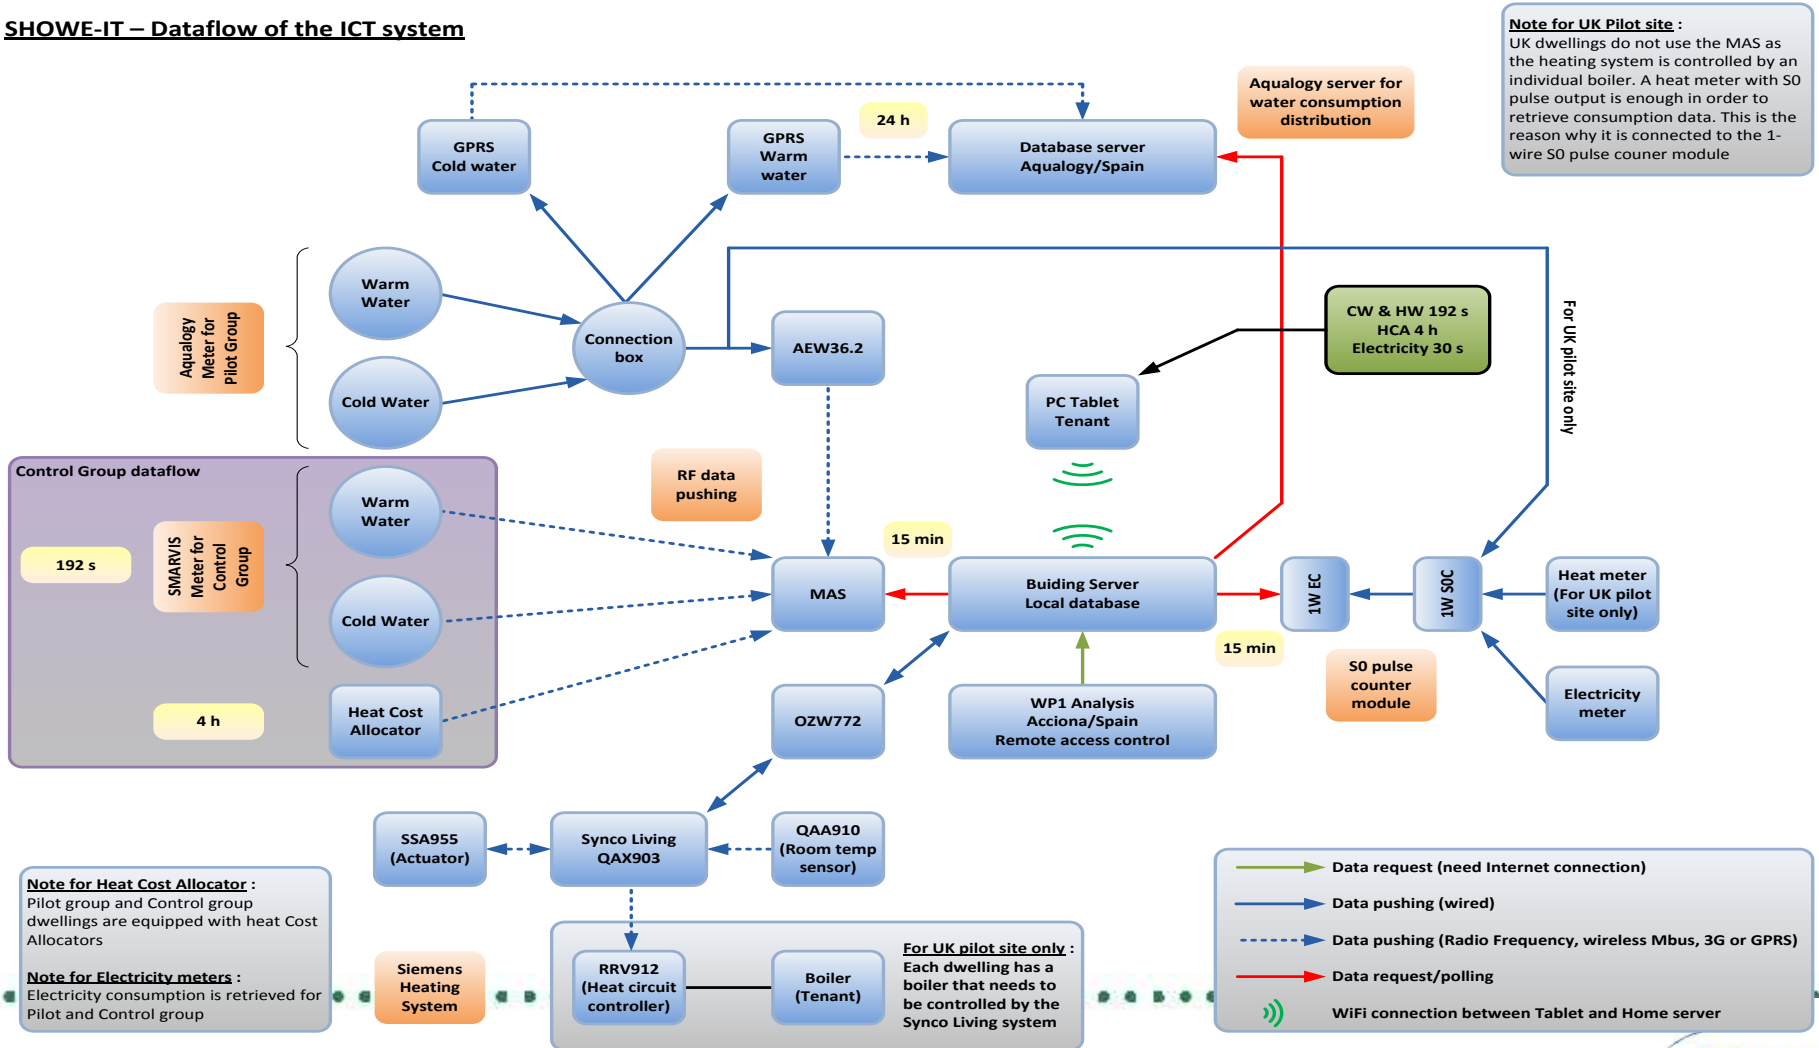 SHOWE-IT – Dataflow of the ICT system
Note for UK Pilot site :
UK dwellings do not use the MAS as
the heating system is controlled by an
individual boiler. A heat meter with S0
pulse output is enough in order to
retrieve consumption data. This is the
reason why it is connected to the 1-
wire S0 pulse couner module
Aqualogy server for
water consumption
distribution
24 h
GPRS
Cold water
GPRS
Warm
water
Database server
Aqualogy/Spain
Aqualogy
Meter for
Pilot Group
Warm
Water
Cold Water
Connection
box
AEW36.2
CW & HW 192 s
HCA 4 h
Electricity 30 s
For UK pilot site only
PC Tablet
Tenant
Control Group dataflow
192 s
SMARVIS
Meter for
Control
Group
Warm
Water
Cold Water
4 h
Heat Cost
Allocator
RF data
pushing
15 min
MAS
Buiding Server
Local database
1W EC
1W S0C
Heat meter
(For UK pilot
site only)
15 min
S0 pulse
counter
module
Electricity
meter
OZW772
WP1 Analysis
Acciona/Spain
Remote access control
SSA955
(Actuator)
Synco Living
QAX903
QAA910
(Room temp
sensor)
Note for Heat Cost Allocator :
Pilot group and Control group
dwellings are equipped with heat Cost
Allocators
Note for Electricity meters :
Electricity consumption is retrieved for
Pilot and Control group
Siemens
Heating
System
RRV912
(Heat circuit
controller)
Boiler
(Tenant)
For UK pilot site only :
Each dwelling has a
boiler that needs to
be controlled by the
Synco Living system
Data request (need Internet connection)
Data pushing (wired)
Data pushing (Radio Frequency, wireless Mbus, 3G or GPRS)
Data request/polling
WiFi connection between Tablet and Home server